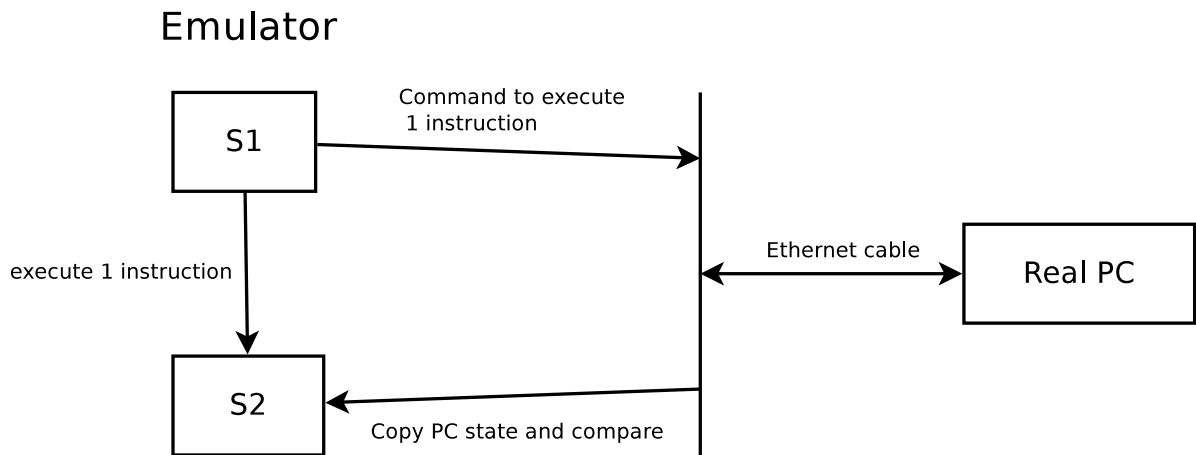 Emulator
S1
Command to execute
1 instruction
execute 1 instruction
Ethernet cable
Real PC
S2
Copy PC state and compare